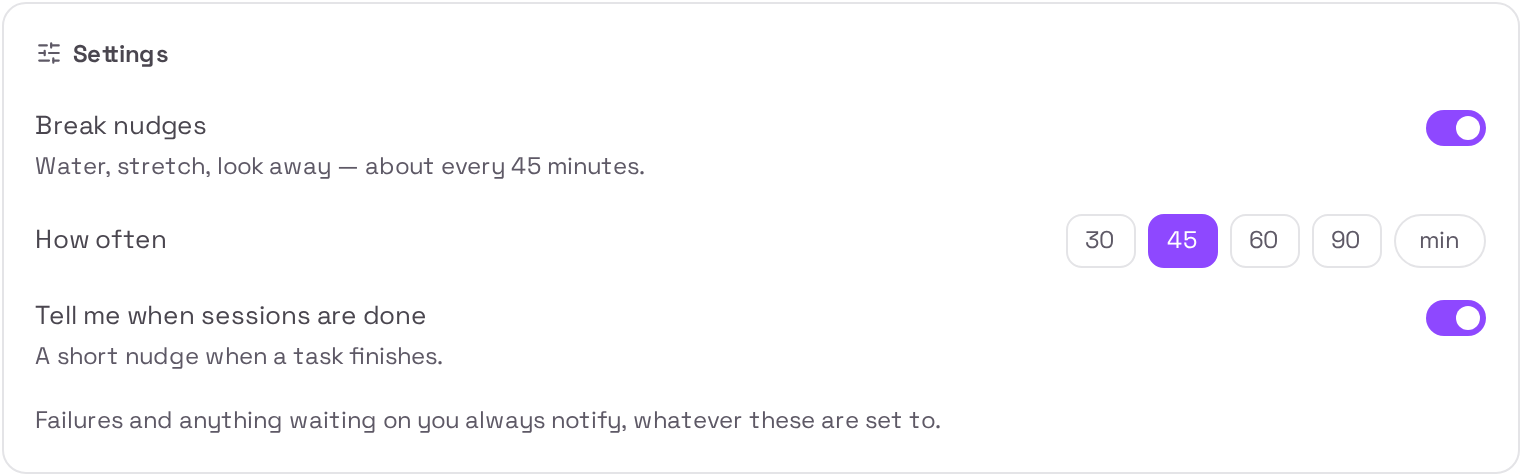 Settings
Break nudges
Water, stretch, look away — about every 45 minutes.
How often 30 45 60 90 min
Tell me when sessions are done
A short nudge when a task finishes.
Failures and anything waiting on you always notify, whatever these are set to.